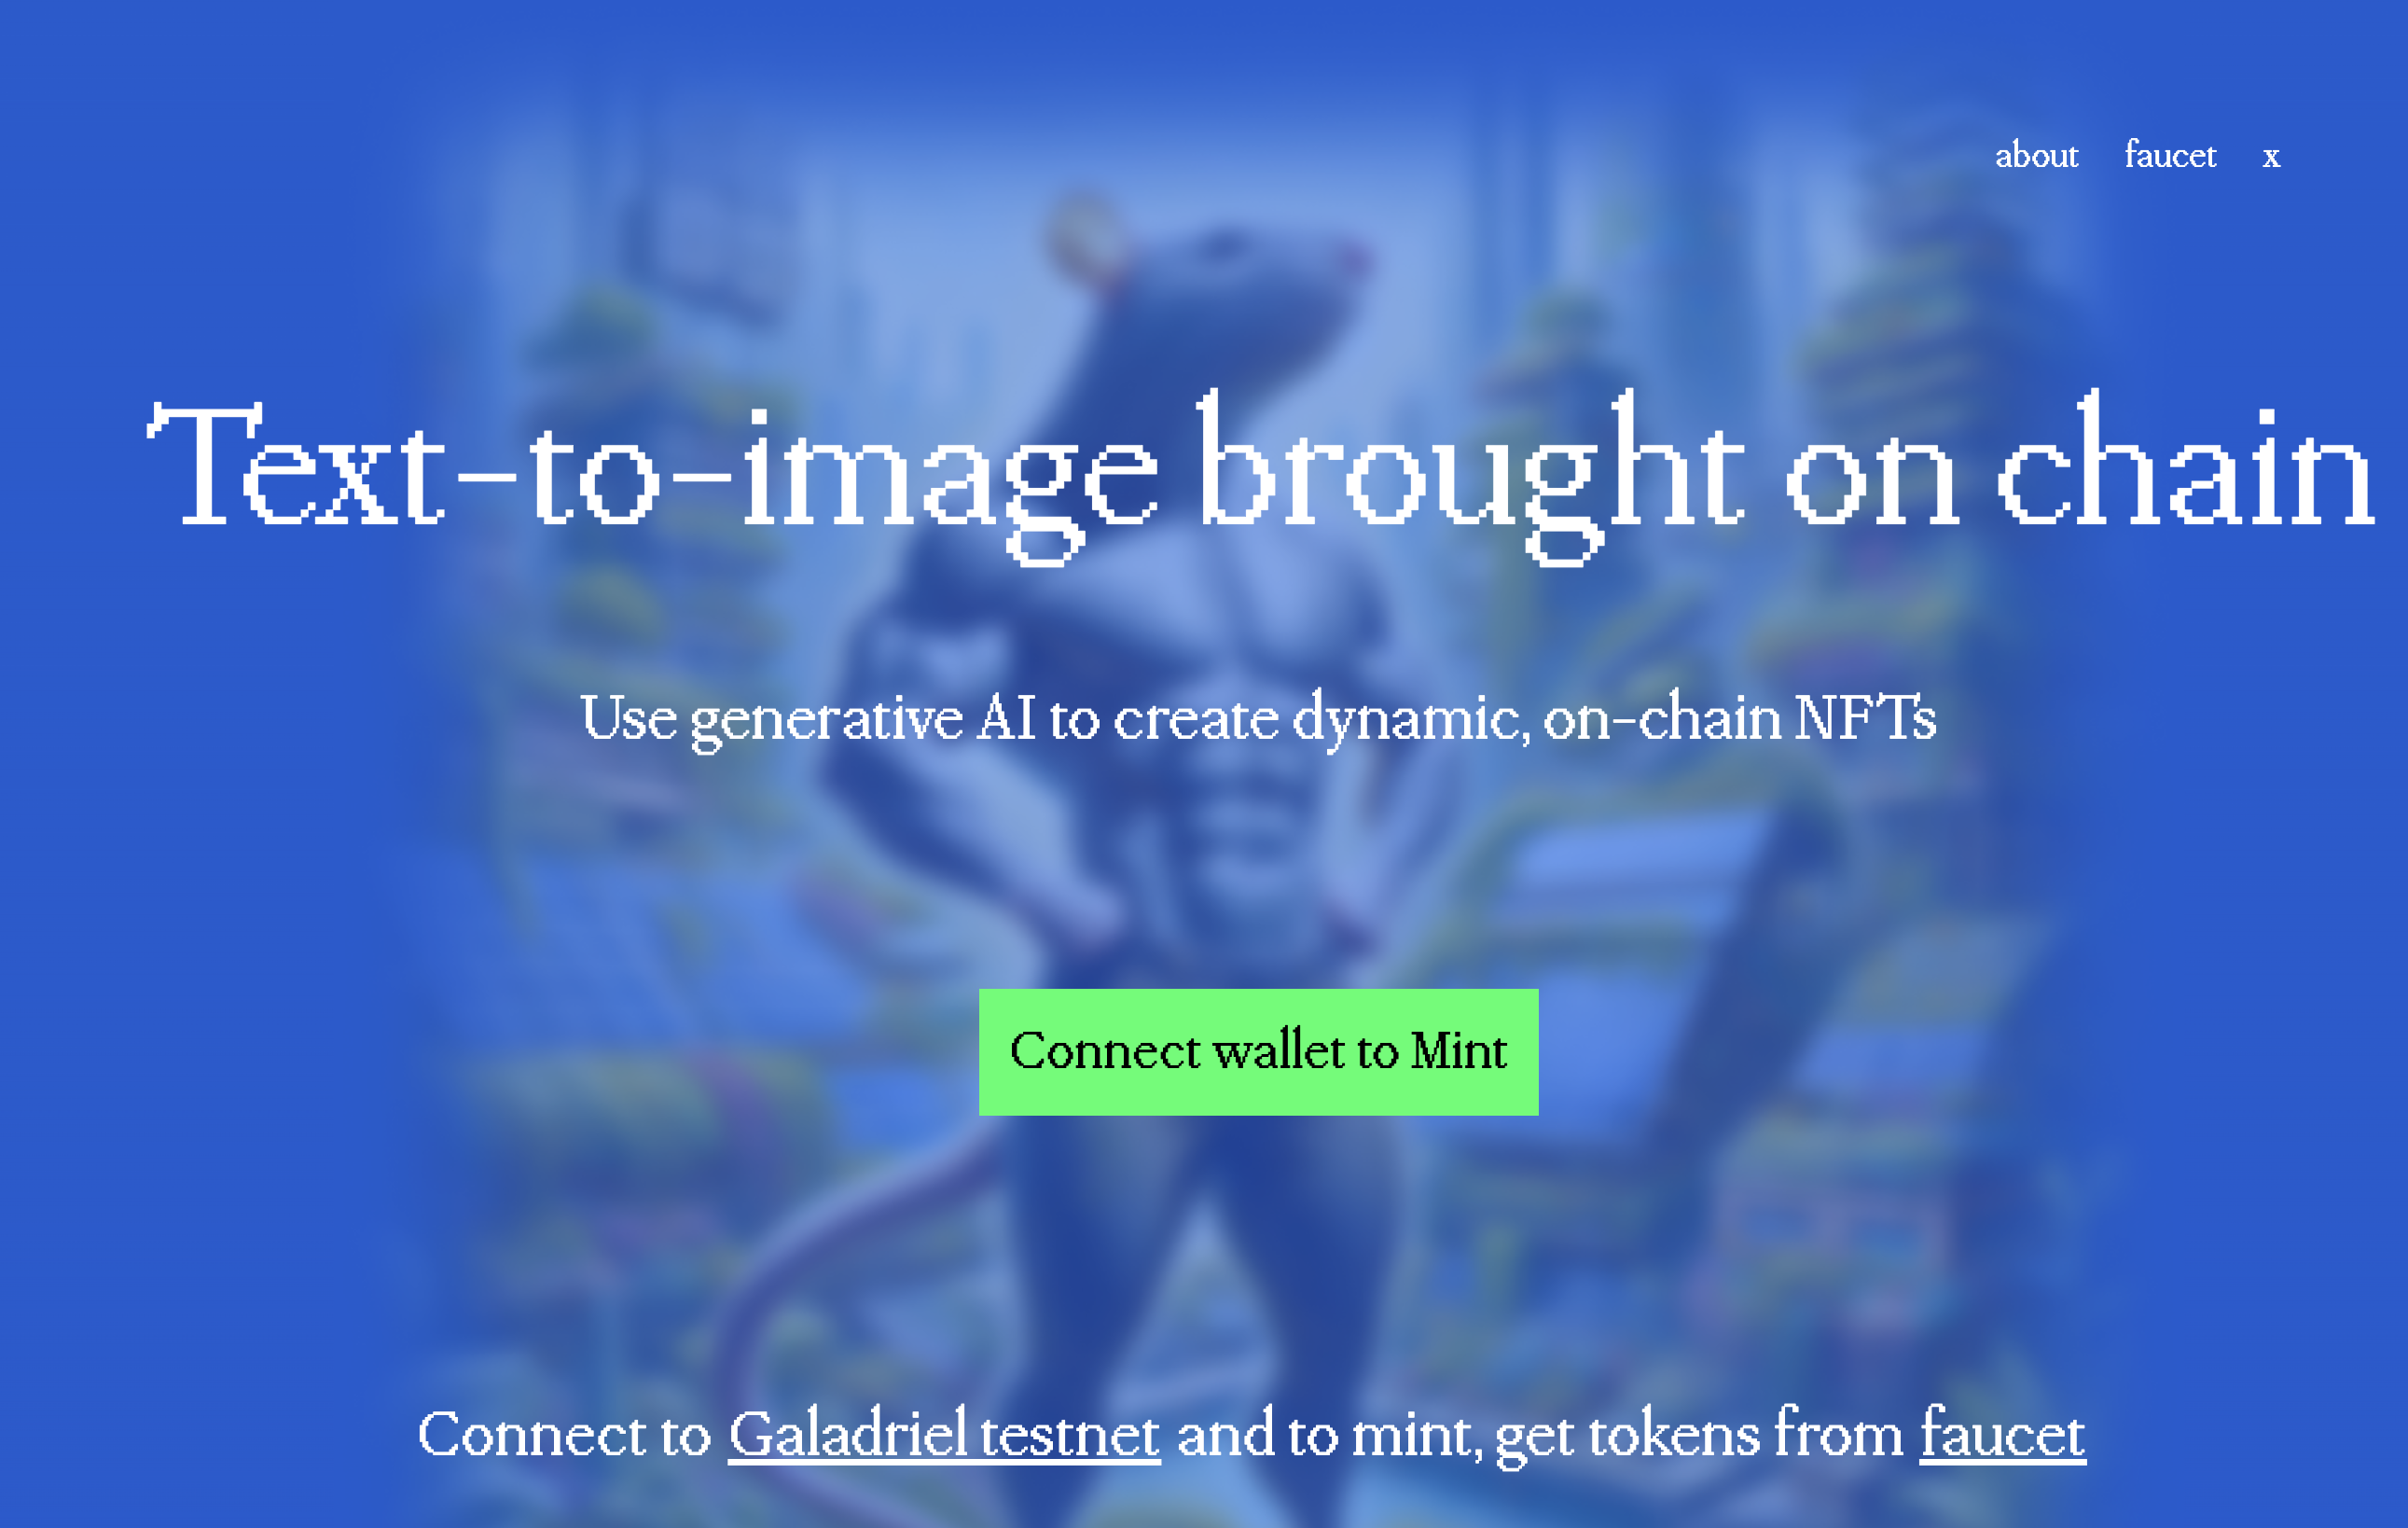 about faucet x
Text-to-image brought on chain
Use generative AI to create dynamic, on-chain NFTs
Connect wallet to Mint
Connect to Galadriel testnet and to mint, get tokens from faucet